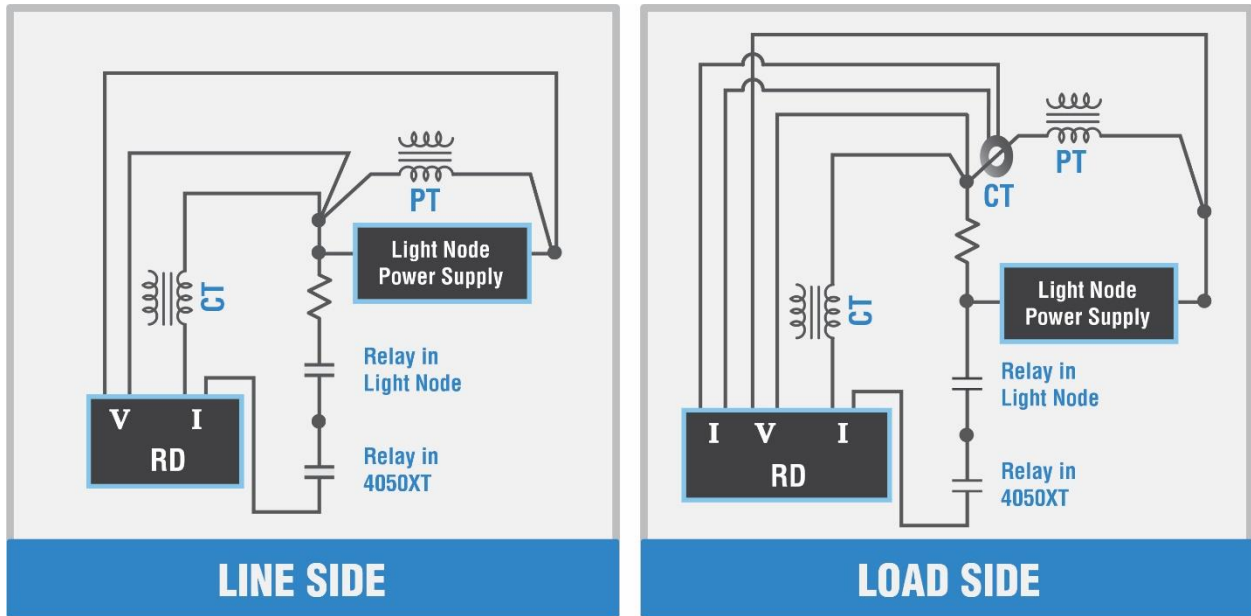 PT
Light Node
Power Supply
CT
Relay in
Light Node
V I
RD
Relay in
4050XT
LINE SIDE
PT
CT
Light Node
Power Supply
CT
Relay in
Light Node
I V I
RD
Relay in
4050XT
LOAD SIDE